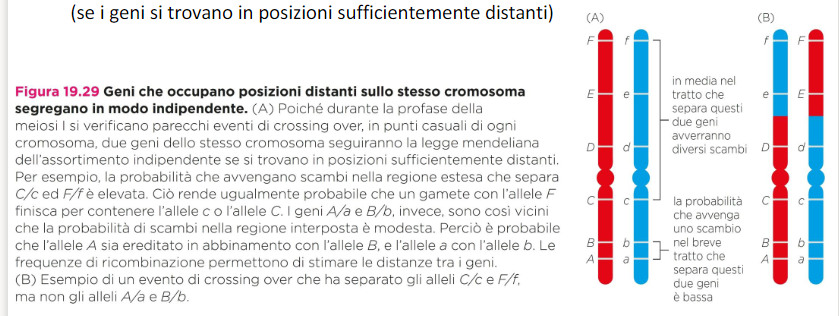 (se i geni si trovano in posizioni sufficientemente distanti)
Figura 19.29 Geni che occupano posizioni distanti sullo stesso cromosoma
segregano in modo indipendente. (A) Poiché durante la profase della
meiosi I si verificano parecchi eventi di crossing over, in punti casuali di ogni
cromosoma, due geni dello stesso cromosoma seguiranno la legge mendeliana
dell'assortimento indipendente se si trovano in posizioni sufficientemente distanti.
Per esempio, la probabilità che avvengano scambi nella regione estesa che separa
C/c ed F/f è elevata. Ciò rende ugualmente probabile che un gamete con l'allele F
finisca per contenere l'allele c o l'allele C. I geni A/a e B/b, invece, sono così vicini
che la probabilità di scambi nella regione interposta è modesta. Perciò è probabile
che l'allele A sia ereditato in abbinamento con l'allele B, e l'allele a con l'allele b. Le
frequenze di ricombinazione permettono di stimare le distanze tra i geni.
(B) Esempio di un evento di crossing over che ha separato gli alleli C/c e F/f,
ma non gli alleli A/a e B/b.
(A)
F f
E e
D d
C c
B b
A a
in media nel
tratto che
separa questi
due geni
avverranno
diversi scambi
la probabilità
che avvenga
uno scambio
nel breve
tratto che
separa questi
due geni
è bassa
(B)
f F
e E
D d
C c
B b
A a